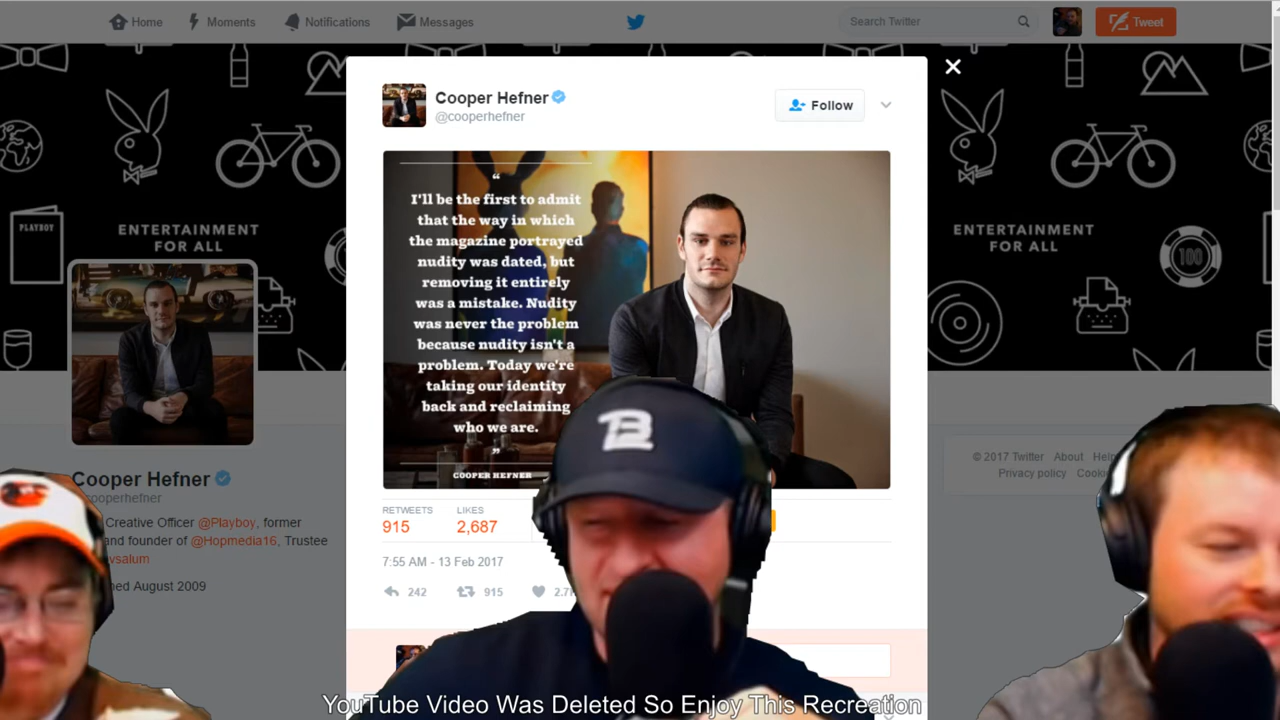 Home
Moments
Notifications
Messages
Search Twitter
Tweet
Cooper Hefner
@cooperhefner
Follow
“
I'll be the first to admit
that the way in which
the magazine portrayed
nudity was dated, but
removing it entirely
was a mistake. Nudity
was never the problem
because nudity isn't a
problem. Today we're
taking our identity
back and reclaiming
who we are.
”
COOPER HEFNER
RETWEETS
LIKES
915
2,687
7:55 AM - 13 Feb 2017
242
915
PLAYBOY
ENTERTAINMENT
FOR ALL
ENTERTAINMENT
FOR ALL
100
Cooper Hefner
cooperhefner
Creative Officer @Playboy, former
and founder of @Hopmedia16, Trustee
August 2009
© 2017 Twitter
About
Privacy policy
B
YouTube Video Was Deleted So Enjoy This Recreation